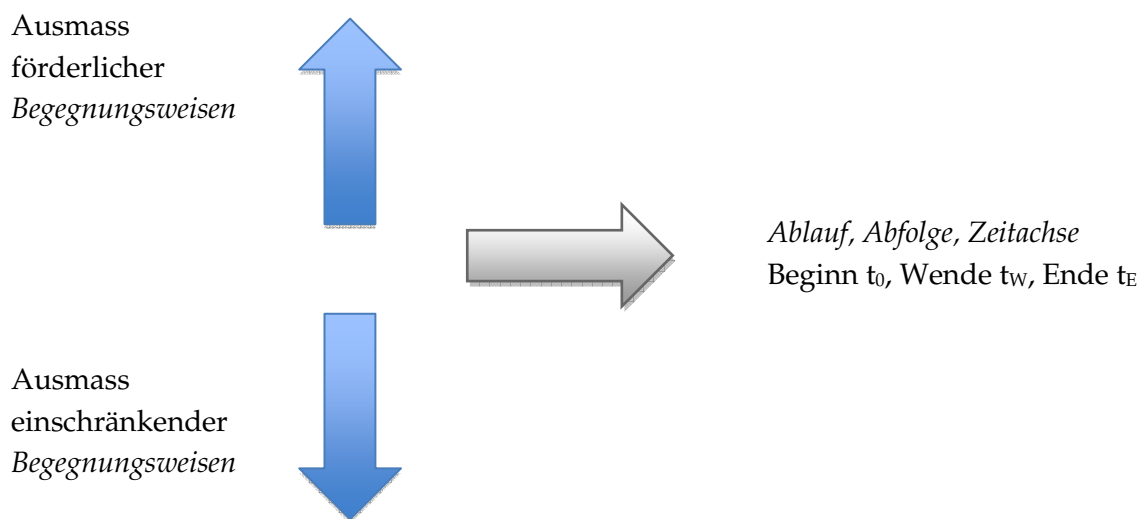 Ausmass
förderlicher
Begegnungsweisen
Ablauf, Abfolge, Zeitachse
Beginn t₀, Wende tw, Ende tE
Ausmass
einschränkender
Begegnungsweisen